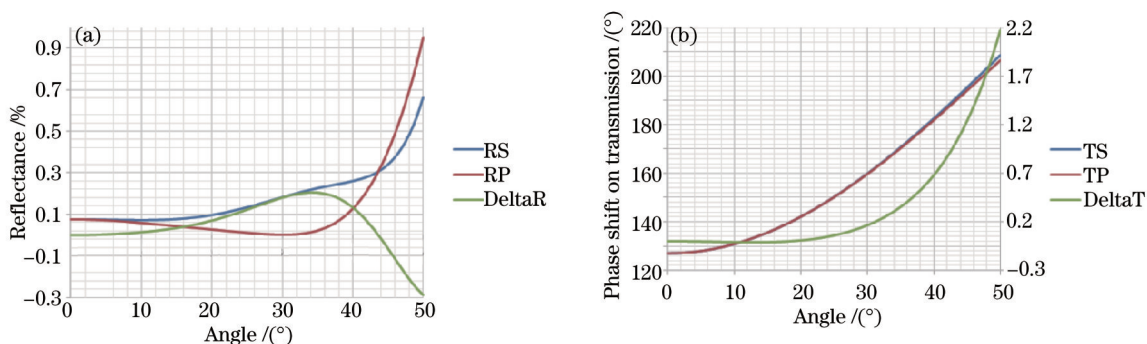 (a)
Reflectance /%
0.9
0.7
0.5
0.3
0.1
−0.1
−0.3
0 10 20 30 40 50
Angle /(°)
RS
RP
DeltaR
(b)
Phase shift on transmission /(°)
220
200
180
160
140
120
2.2
1.7
1.2
0.7
0.2
−0.3
0 10 20 30 40 50
Angle /(°)
TS
TP
DeltaT